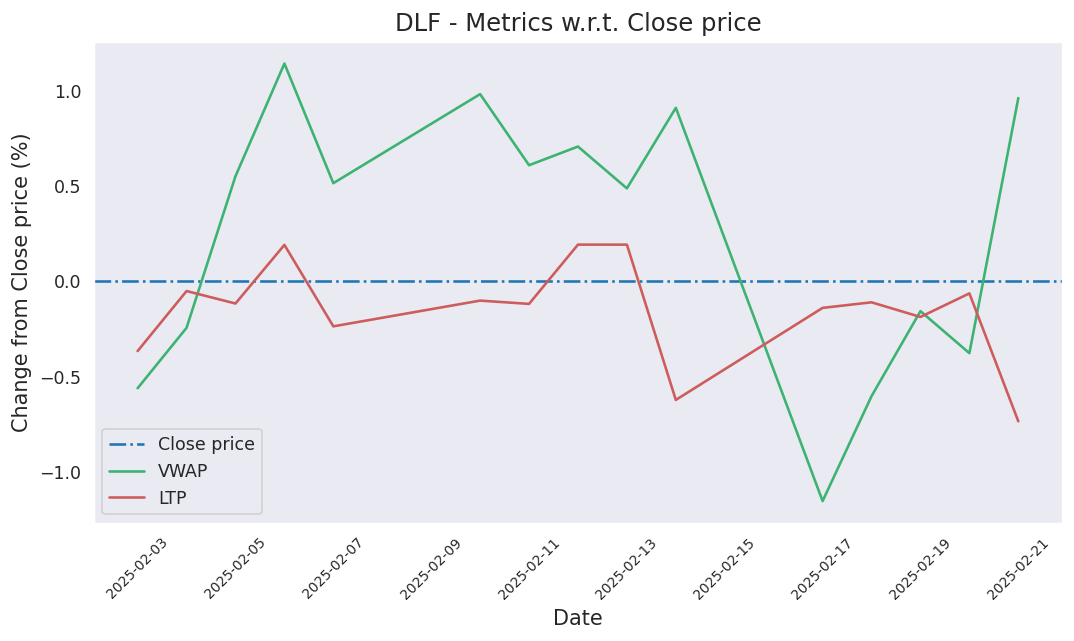 DLF - Metrics w.r.t. Close price
Change from Close price (%)
1.0
0.5
0.0
−0.5
−1.0
Close price
VWAP
LTP
2025-02-03
2025-02-05
2025-02-07
2025-02-09
2025-02-11
2025-02-13
2025-02-15
2025-02-17
2025-02-19
2025-02-21
Date